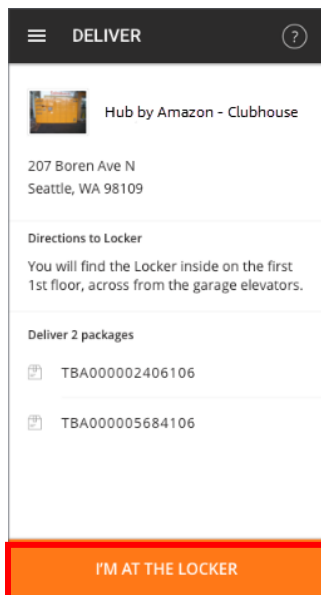 DELIVER
?
Hub by Amazon - Clubhouse
207 Boren Ave N
Seattle, WA 98109
Directions to Locker
You will find the Locker inside on the first
1st floor, across from the garage elevators.
Deliver 2 packages
TBA000002406106
TBA000005684106
I'M AT THE LOCKER